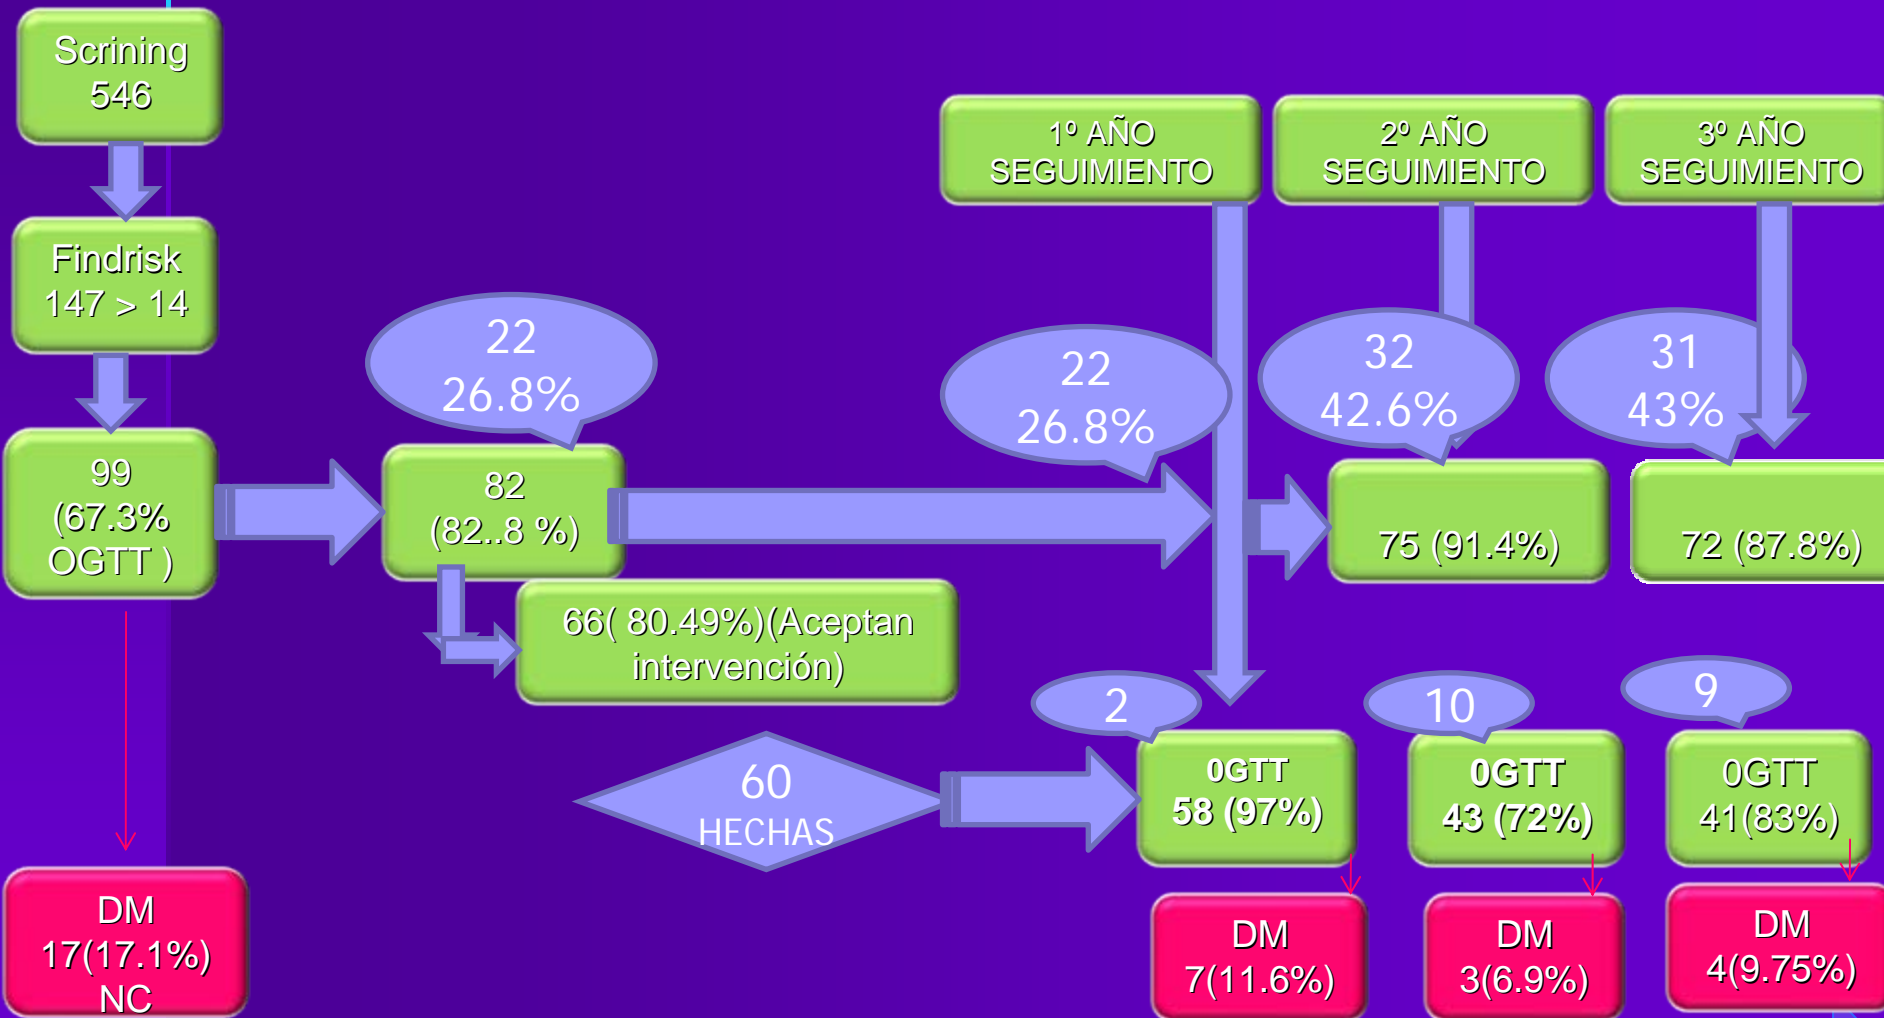 Scrining
546
Findrisk
147 > 14
99
(67.3%
OGTT )
DM
17(17.1%)
NC
22
26.8%
82
(82..8 %)
66( 80.49%)(Aceptan
intervención)
60
HECHAS
1º AÑO
SEGUIMIENTO
2º AÑO
SEGUIMIENTO
3º AÑO
SEGUIMIENTO
22
26.8%
32
42.6%
31
43%
75 (91.4%)
72 (87.8%)
2
10
9
0GTT
58 (97%)
0GTT
43 (72%)
0GTT
41(83%)
DM
7(11.6%)
DM
3(6.9%)
DM
4(9.75%)